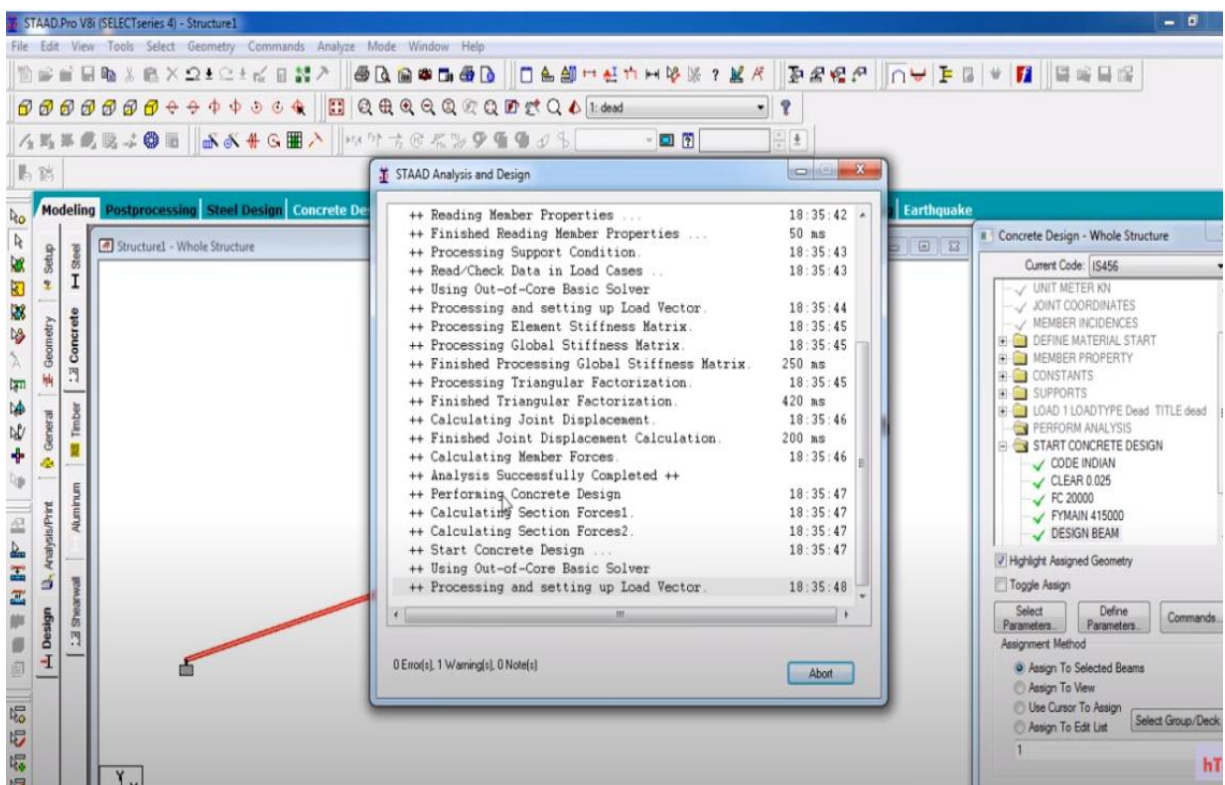 STAAD.Pro V8i (SELECTseries 4) - Structure1
File Edit View Tools Select Geometry Commands Analyze Mode Window Help
1: dead
Modeling Postprocessing Steel Design Concrete De Earthquake
Structure1 - Whole Structure
Setup
Geometry
General
Analysis/Print
Design
Steel
Concrete
Timber
Aluminum
Shearwall
STAAD Analysis and Design
++ Reading Member Properties ... 18:35:42
++ Finished Reading Member Properties ... 50 ms
++ Processing Support Condition. 18:35:43
++ Read/Check Data in Load Cases .. 18:35:43
++ Using Out-of-Core Basic Solver
++ Processing and setting up Load Vector. 18:35:44
++ Processing Element Stiffness Matrix. 18:35:45
++ Processing Global Stiffness Matrix. 18:35:45
++ Finished Processing Global Stiffness Matrix. 250 ms
++ Processing Triangular Factorization. 18:35:45
++ Finished Triangular Factorization. 420 ms
++ Calculating Joint Displacement. 18:35:46
++ Finished Joint Displacement Calculation. 200 ms
++ Calculating Member Forces. 18:35:46
++ Analysis Successfully Completed ++
++ Performing Concrete Design 18:35:47
++ Calculating Section Forces1. 18:35:47
++ Calculating Section Forces2. 18:35:47
++ Start Concrete Design ... 18:35:47
++ Using Out-of-Core Basic Solver
++ Processing and setting up Load Vector. 18:35:48
0 Error(s), 1 Warning(s), 0 Note(s)
Abort
Concrete Design - Whole Structure
Current Code: IS456
UNIT METER KN
JOINT COORDINATES
MEMBER INCIDENCES
DEFINE MATERIAL START
MEMBER PROPERTY
CONSTANTS
SUPPORTS
LOAD 1 LOADTYPE Dead TITLE dead
PERFORM ANALYSIS
START CONCRETE DESIGN
CODE INDIAN
CLEAR 0.025
FC 20000
FYMAIN 415000
DESIGN BEAM
Highlight Assigned Geometry
Toggle Assign
Select Parameters...
Define Parameters...
Commands...
Assignment Method
Assign To Selected Beams
Assign To View
Use Cursor To Assign
Assign To Edit List
Select Group/Deck
1
Y
hT